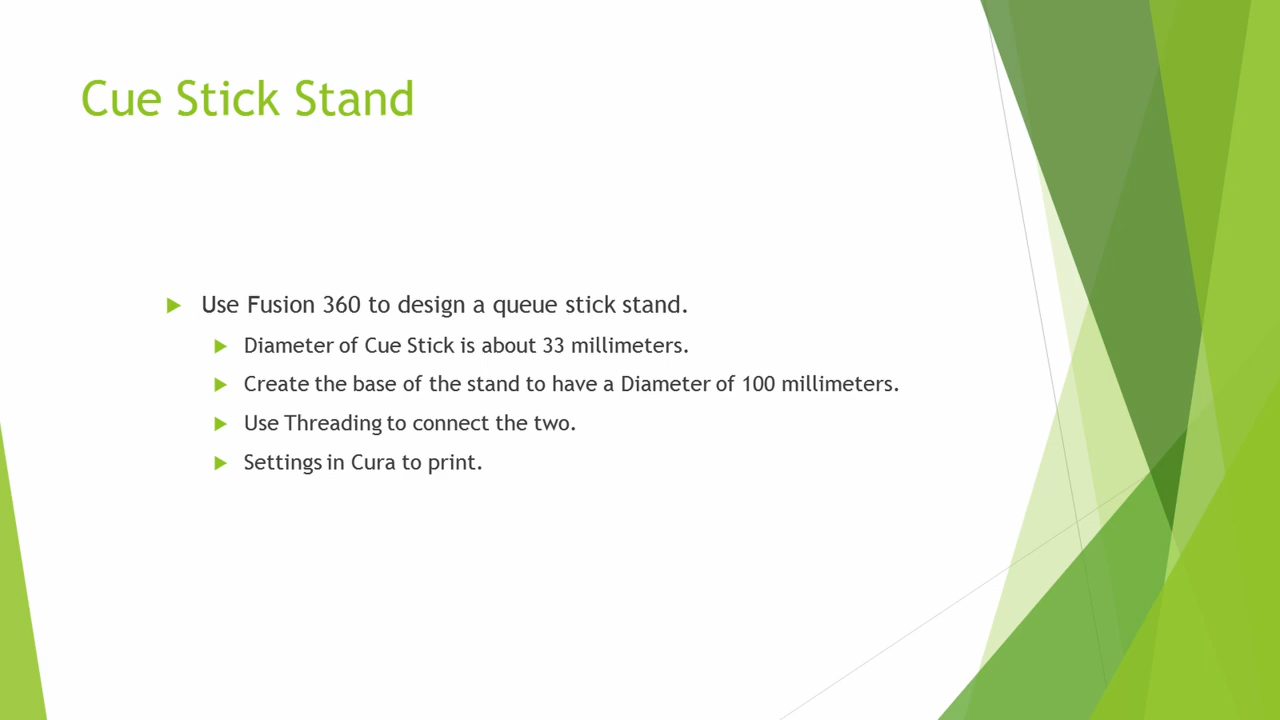 Cue Stick Stand
Use Fusion 360 to design a queue stick stand.
Diameter of Cue Stick is about 33 millimeters.
Create the base of the stand to have a Diameter of 100 millimeters.
Use Threading to connect the two.
Settings in Cura to print.